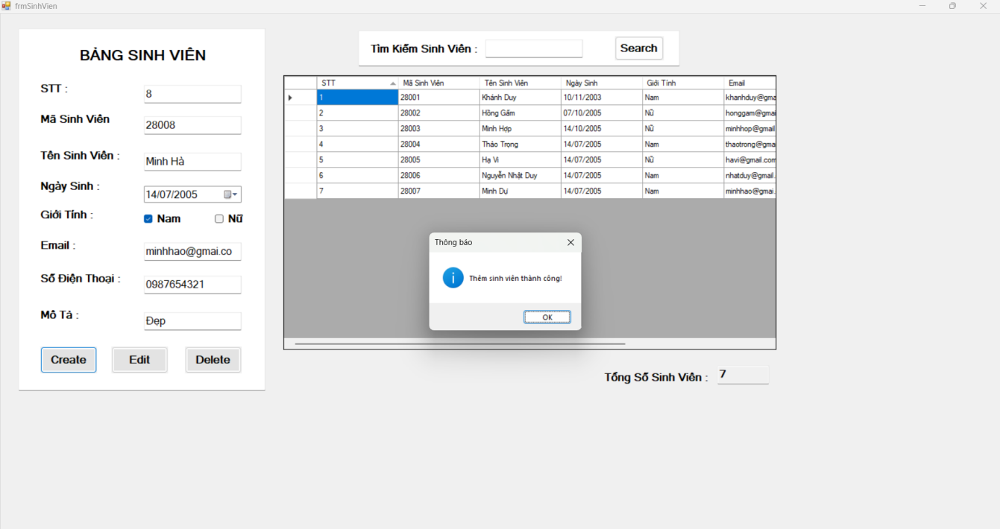 frmSinhVien
BẢNG SINH VIÊN
STT :
8
Mã Sinh Viên
28008
Tên Sinh Viên :
Minh Hà
Ngày Sinh :
14/07/2005
Giới Tính :
Nam
Nữ
Email :
minhhao@gmai.co
Số Điện Thoại :
0987654321
Mô Tả :
Đẹp
Create Edit Delete
Tìm Kiếm Sinh Viên :
Search
STT Mã Sinh Viên Tên Sinh Viên Ngày Sinh Giới Tính Email
1 28001 Khánh Duy 10/11/2003 Nam khanhduy@gma
2 28002 Hồng Gấm 07/10/2005 Nữ honggam@gmai
3 28003 Minh Hợp 14/10/2005 Nữ minhhop@gmail
4 28004 Thảo Trọng 14/07/2005 Nam thaotrong@gma
5 28005 Hạ Vi 14/07/2005 Nữ havi@gmail.com
6 28006 Nguyễn Nhật Duy 14/07/2005 Nam nhatduy@gmail.
7 28007 Minh Dự 14/07/2005 Nam minhhao@gmai.
Thông báo
Thêm sinh viên thành công!
OK
Tổng Số Sinh Viên :
7